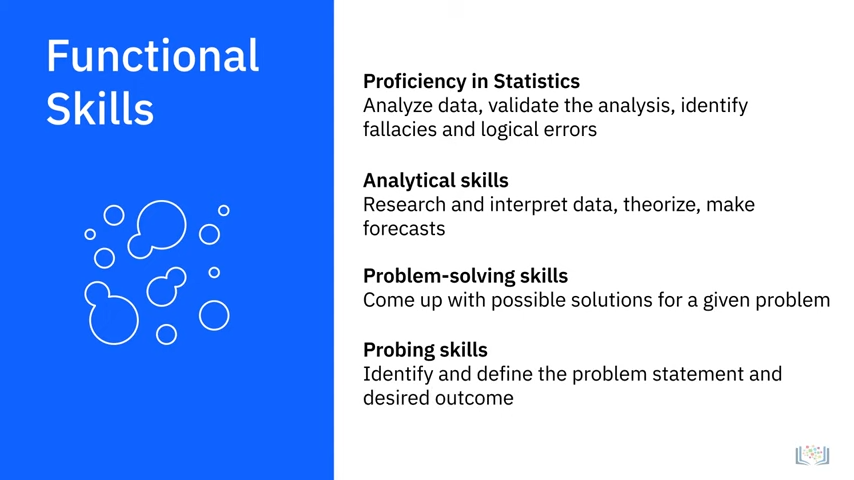 Functional
Skills
Proficiency in Statistics
Analyze data, validate the analysis, identify
fallacies and logical errors
Analytical skills
Research and interpret data, theorize, make
forecasts
Problem-solving skills
Come up with possible solutions for a given problem
Probing skills
Identify and define the problem statement and
desired outcome